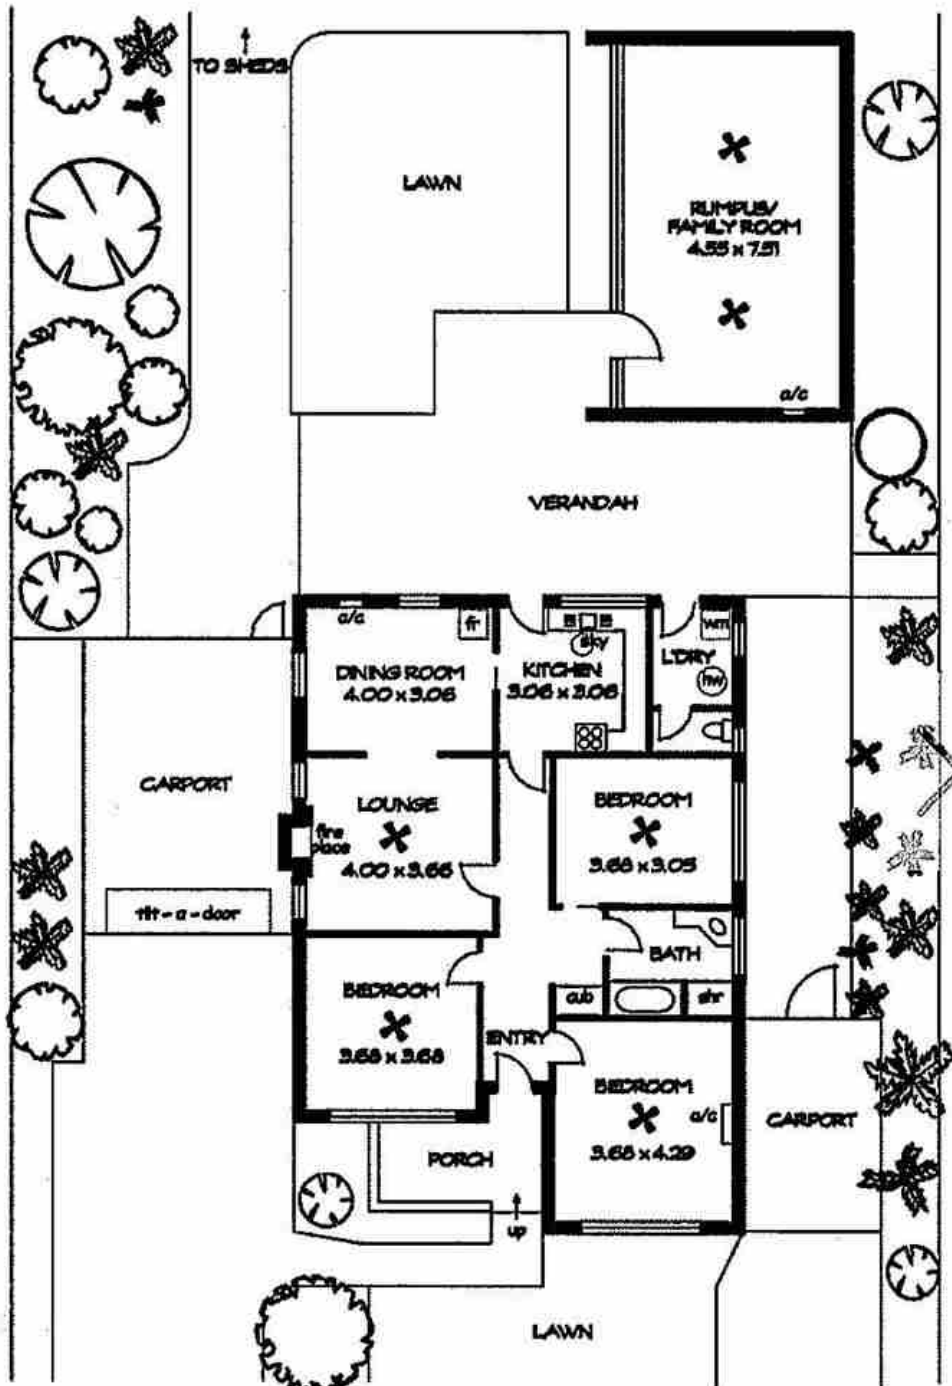 TO SHEDS
LAWN
RUMPUS/
FAMILY ROOM
4.55 x 7.51
a/c
VERANDAH
a/c
fr
DINING ROOM
4.00 x 3.06
sky
KITCHEN
3.06 x 3.06
wm
L'DRY
hw
CARPORT
tilt-a-door
LOUNGE
fire
place
4.00 x 3.66
BEDROOM
3.68 x 3.05
BATH
cub
shr
BEDROOM
3.68 x 3.68
ENTRY
BEDROOM
a/c
3.68 x 4.29
CARPORT
PORCH
up
LAWN